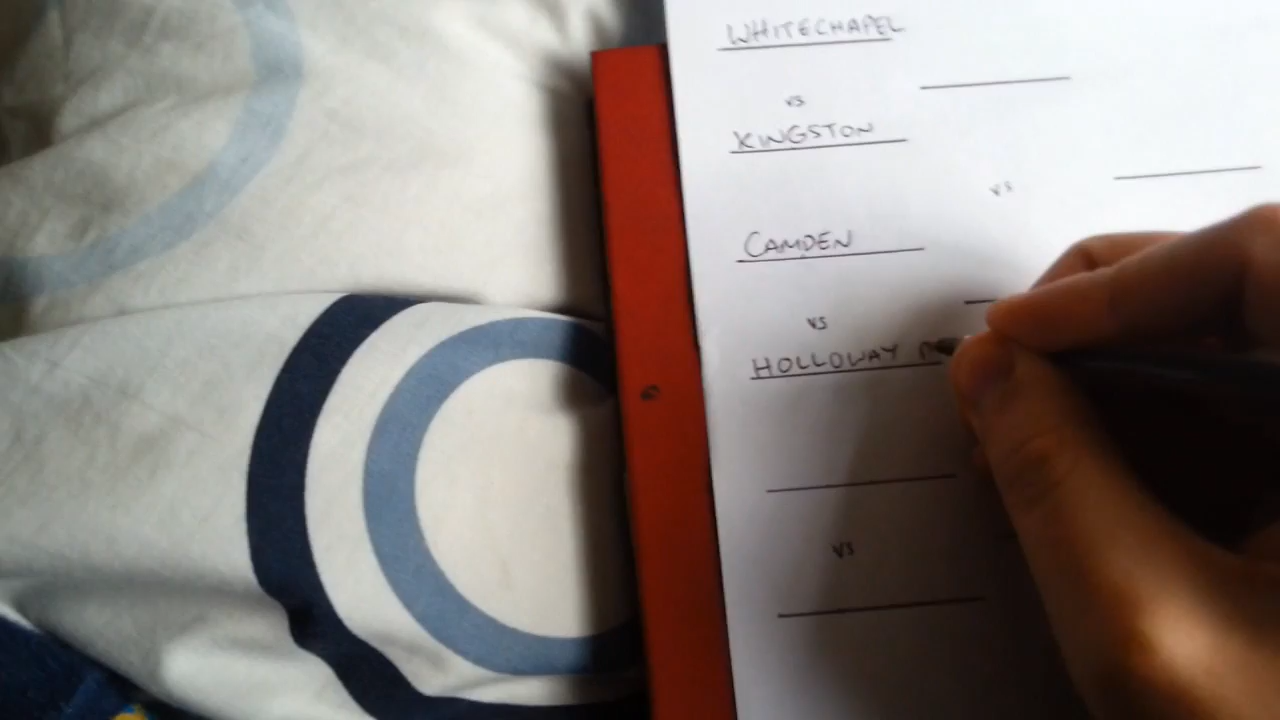 WHITECHAPEL
vs
KINGSTON
vs
CAMDEN
vs
HOLLOWAY
vs